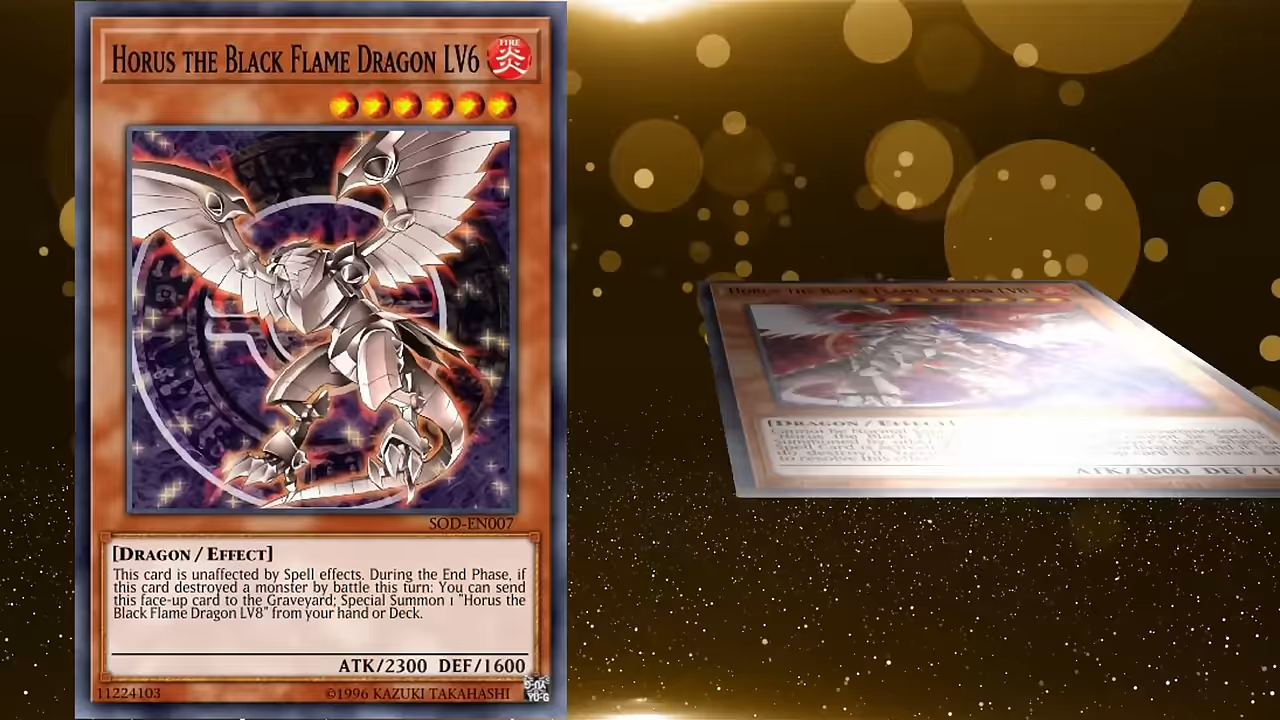 HORUS THE BLACK FLAME DRAGON LV6
FIRE
炎
SOD-EN007
[DRAGON / EFFECT]
This card is unaffected by Spell effects. During the End Phase, if
this card destroyed a monster by battle this turn: You can send
this face-up card to the Graveyard; Special Summon 1 "Horus the
Black Flame Dragon LV8" from your hand or Deck.
ATK/2300 DEF/1600
11224103
©1996 KAZUKI TAKAHASHI
HORUS THE BLACK FLAME DRAGON LV8
[DRAGON / EFFECT]
ATK/3000 DEF/1